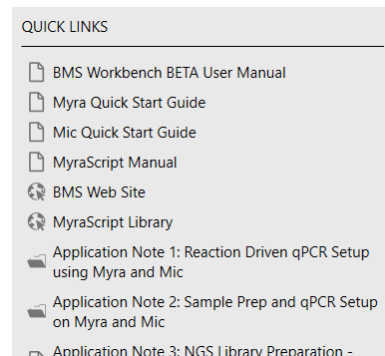 QUICK LINKS
BMS Workbench BETA User Manual
Myra Quick Start Guide
Mic Quick Start Guide
MyraScript Manual
BMS Web Site
MyraScript Library
Application Note 1: Reaction Driven qPCR Setup
using Myra and Mic
Application Note 2: Sample Prep and qPCR Setup
on Myra and Mic
Application Note 3: NGS Library Preparation -